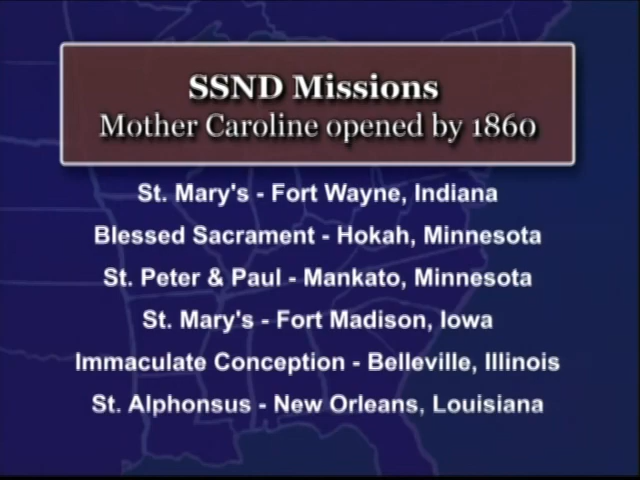 SSND Missions
Mother Caroline opened by 1860
St. Mary's - Fort Wayne, Indiana
Blessed Sacrament - Hokah, Minnesota
St. Peter & Paul - Mankato, Minnesota
St. Mary's - Fort Madison, Iowa
Immaculate Conception - Belleville, Illinois
St. Alphonsus - New Orleans, Louisiana